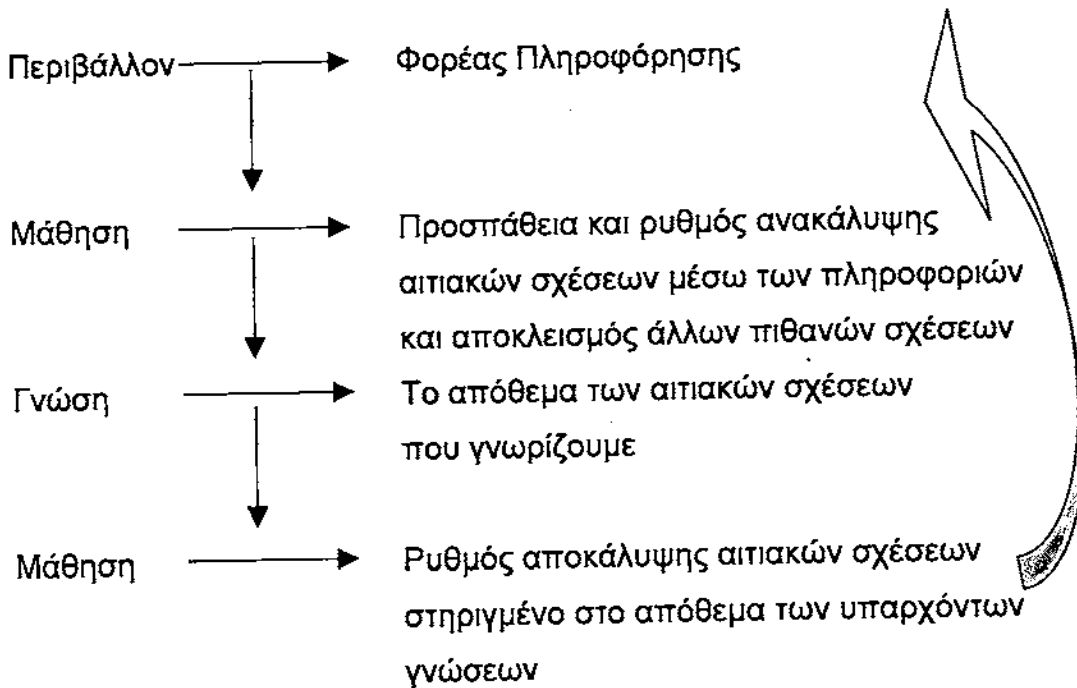 Περιβάλλον Φορέας Πληροφόρησης
Μάθηση Προσπάθεια και ρυθμός ανακάλυψης
αιτιακών σχέσεων μέσω των πληροφοριών
και αποκλεισμός άλλων πιθανών σχέσεων
Γνώση Το απόθεμα των αιτιακών σχέσεων
που γνωρίζουμε
Μάθηση Ρυθμός αποκάλυψης αιτιακών σχέσεων
στηριγμένο στο απόθεμα των υπαρχόντων
γνώσεων